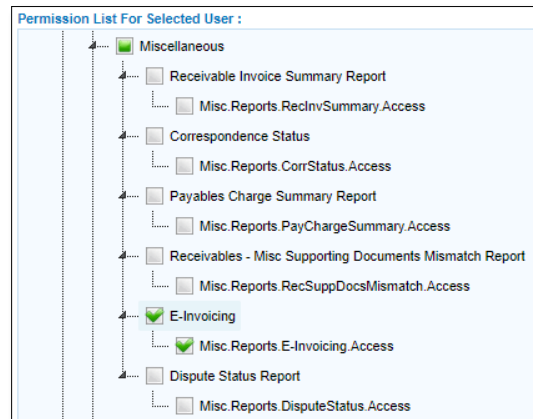 Permission List For Selected User :
Miscellaneous
Receivable Invoice Summary Report
Misc.Reports.RecInvSummary.Access
Correspondence Status
Misc.Reports.CorrStatus.Access
Payables Charge Summary Report
Misc.Reports.PayChargeSummary.Access
Receivables - Misc Supporting Documents Mismatch Report
Misc.Reports.RecSuppDocsMismatch.Access
E-Invoicing
Misc.Reports.E-Invoicing.Access
Dispute Status Report
Misc.Reports.DisputeStatus.Access